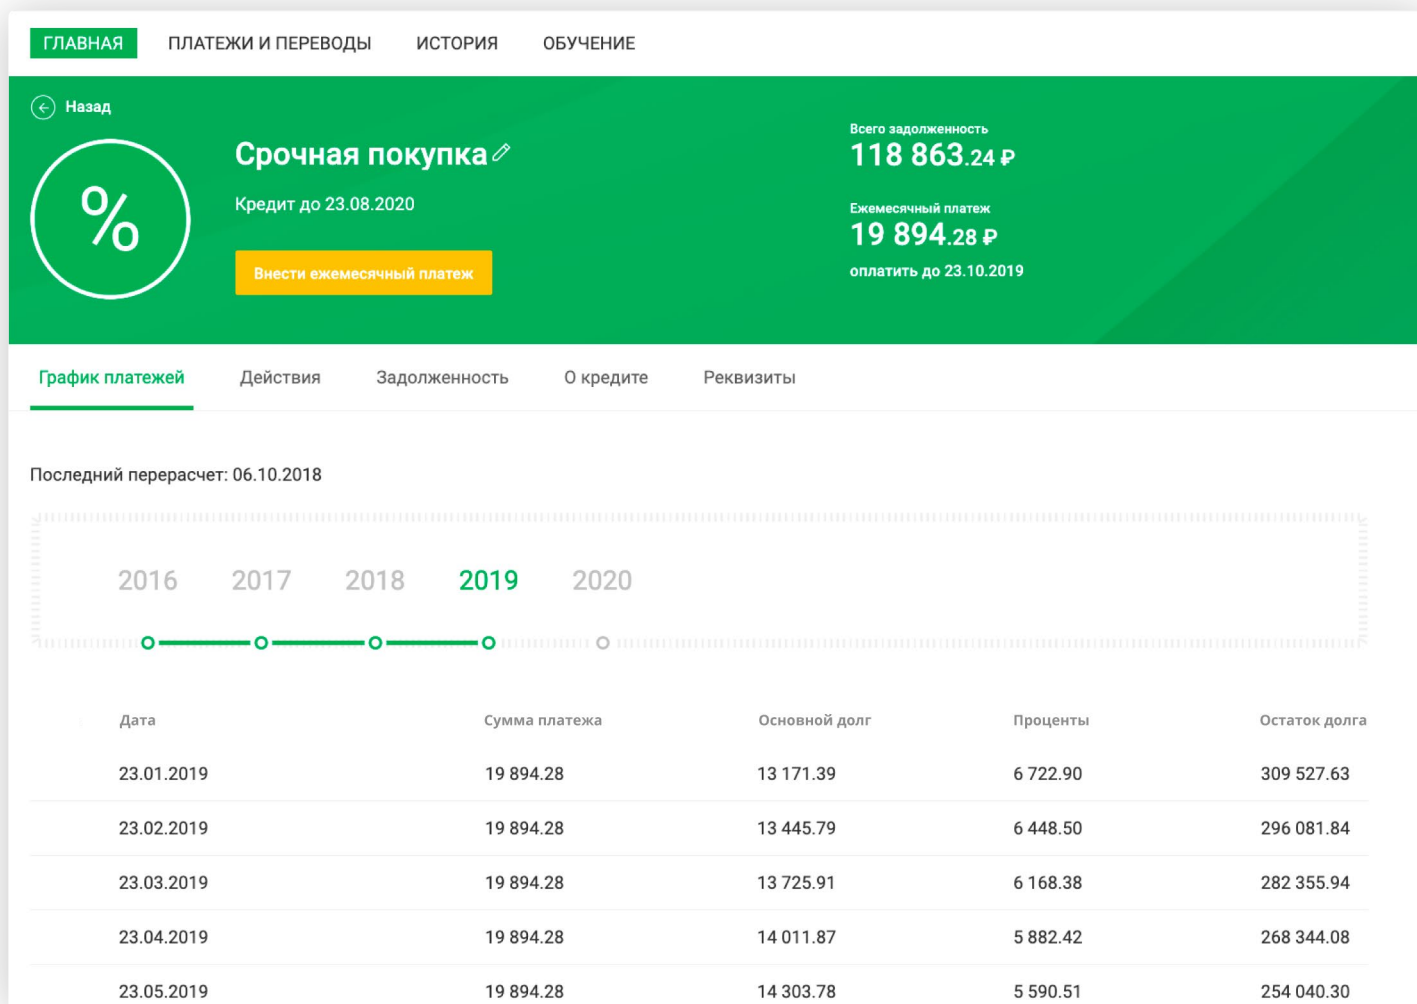 ГЛАВНАЯ ПЛАТЕЖИ И ПЕРЕВОДЫ ИСТОРИЯ ОБУЧЕНИЕ
Назад
%
Срочная покупка
Кредит до 23.08.2020
Внести ежемесячный платеж
Всего задолженность
118 863.24 ₽
Ежемесячный платеж
19 894.28 ₽
оплатить до 23.10.2019
График платежей Действия Задолженность О кредите Реквизиты
Последний перерасчет: 06.10.2018
2016 2017 2018 2019 2020
Дата Сумма платежа Основной долг Проценты Остаток долга
23.01.2019 19 894.28 13 171.39 6 722.90 309 527.63
23.02.2019 19 894.28 13 445.79 6 448.50 296 081.84
23.03.2019 19 894.28 13 725.91 6 168.38 282 355.94
23.04.2019 19 894.28 14 011.87 5 882.42 268 344.08
23.05.2019 19 894.28 14 303.78 5 590.51 254 040.30